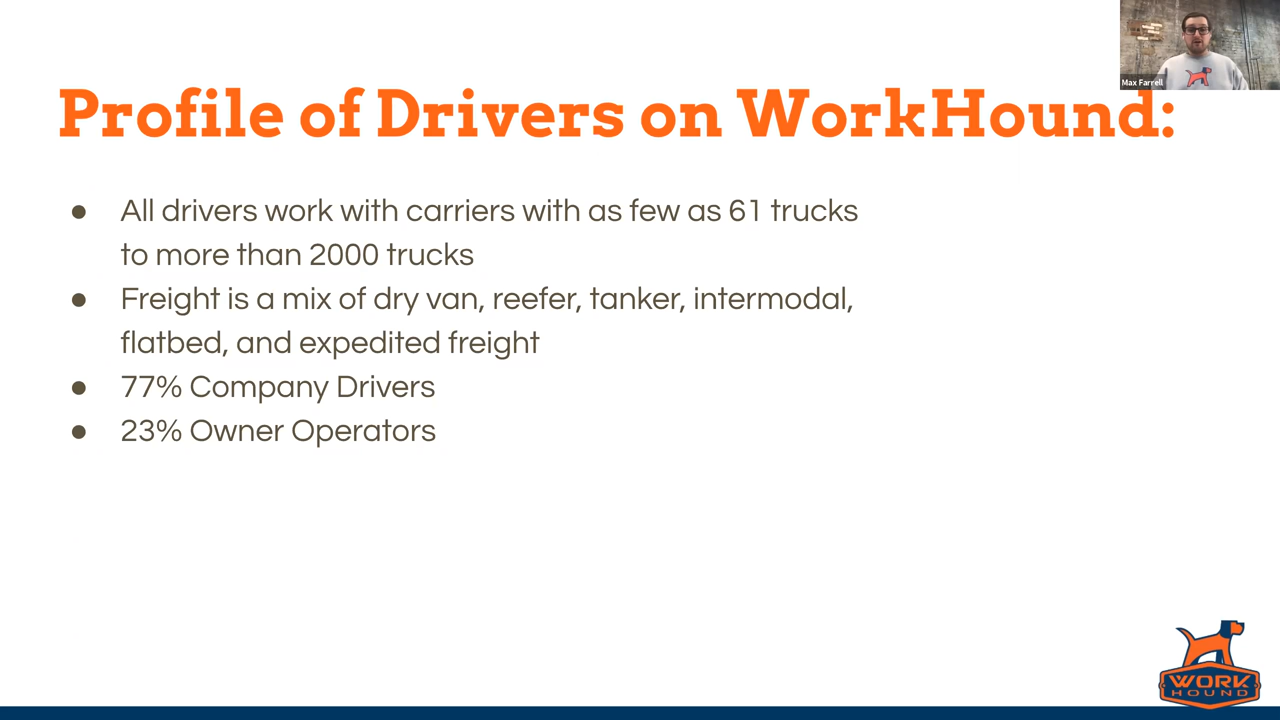 Max Farrell
Profile of Drivers on WorkHound:
● All drivers work with carriers with as few as 61 trucks
to more than 2000 trucks
● Freight is a mix of dry van, reefer, tanker, intermodal,
flatbed, and expedited freight
● 77% Company Drivers
● 23% Owner Operators
WORK
HOUND